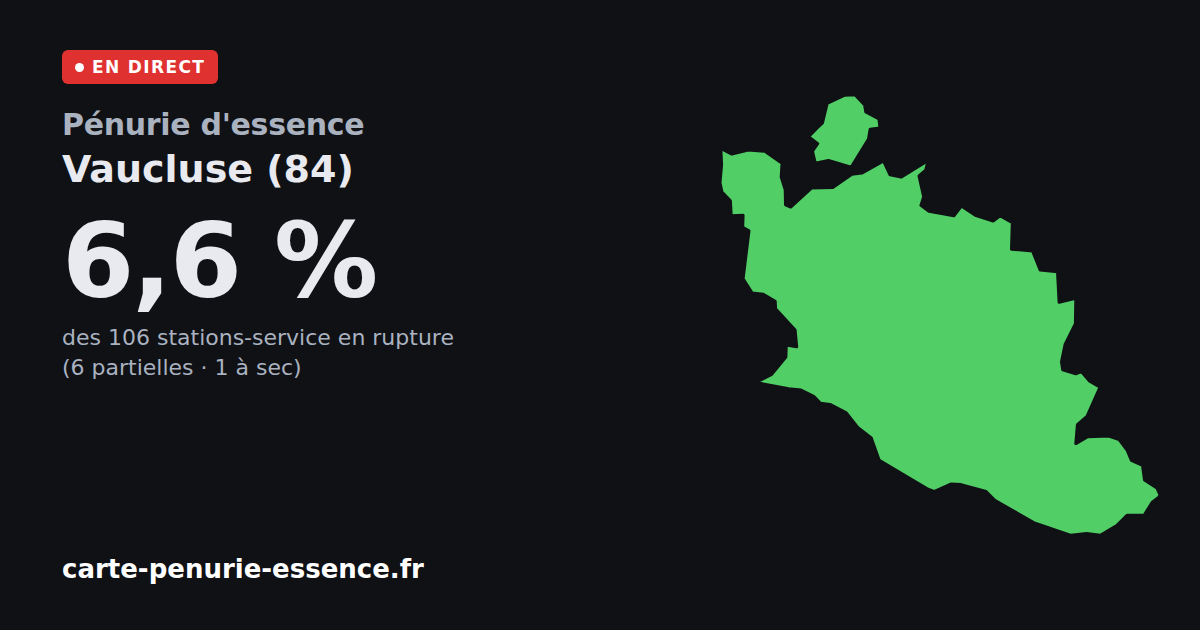 EN DIRECT
Pénurie d'essence
Vaucluse (84)
6,6 %
des 106 stations-service en rupture
(6 partielles · 1 à sec)
carte-penurie-essence.fr